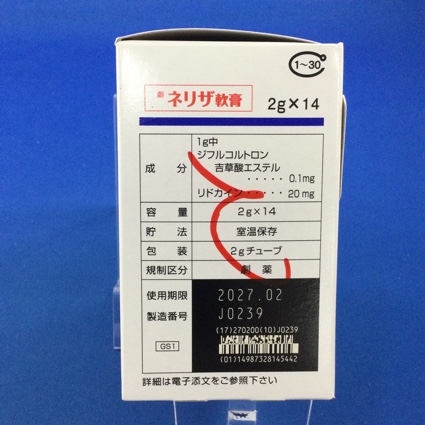 1~30°
劇 ネリザ軟膏 2g×14
成分 1g中
ジフルコルトロン
吉草酸エステル
・・・・・ 0.1mg
リドカイン・・・・・ 20mg
容量 2g×14
貯法 室温保存
包装 2gチューブ
規制区分 劇薬
使用期限 2027.02
製造番号 J0239
(17)270200(10)J0239
GS1
(01)14987328145442
詳細は電子添文をご参照下さい